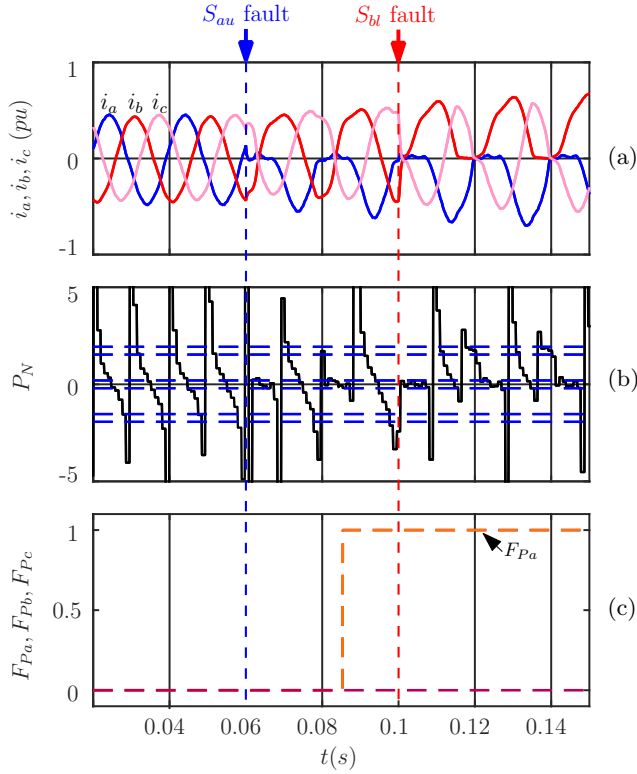 S_au fault S_bl fault
1
0
-1
i_a, i_b, i_c (pu)
i_a i_b i_c
(a)
5
0
-5
P_N
(b)
1
0.5
0
F_Pa, F_Pb, F_Pc
F_Pa
(c)
0.04 0.06 0.08 0.1 0.12 0.14
t(s)